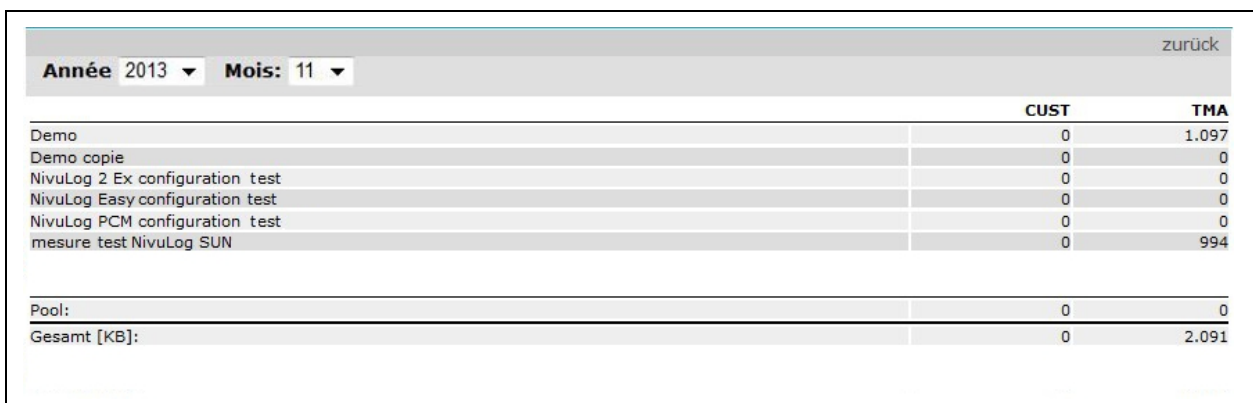 zurück
Année 2013 Mois: 11
CUST TMA
Demo 0 1.097
Demo copie 0 0
NivuLog 2 Ex configuration test 0 0
NivuLog Easy configuration test 0 0
NivuLog PCM configuration test 0 0
mesure test NivuLog SUN 0 994
Pool: 0 0
Gesamt [KB]: 0 2.091